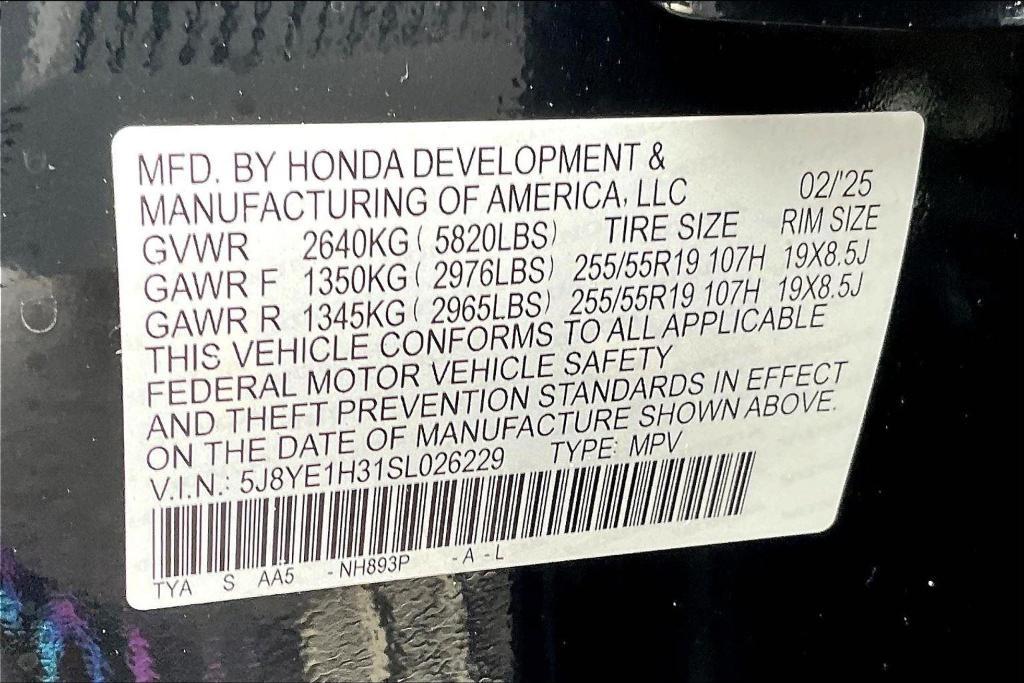 MFD. BY HONDA DEVELOPMENT &
MANUFACTURING OF AMERICA, LLC 02/'25
GVWR 2640KG ( 5820LBS) TIRE SIZE RIM SIZE
GAWR F 1350KG ( 2976LBS) 255/55R19 107H 19X8.5J
GAWR R 1345KG ( 2965LBS) 255/55R19 107H 19X8.5J
THIS VEHICLE CONFORMS TO ALL APPLICABLE
FEDERAL MOTOR VEHICLE SAFETY
AND THEFT PREVENTION STANDARDS IN EFFECT
ON THE DATE OF MANUFACTURE SHOWN ABOVE.
V.I.N.: 5J8YE1H31SL026229 TYPE: MPV
TYA S AA5 - NH893P - A - L